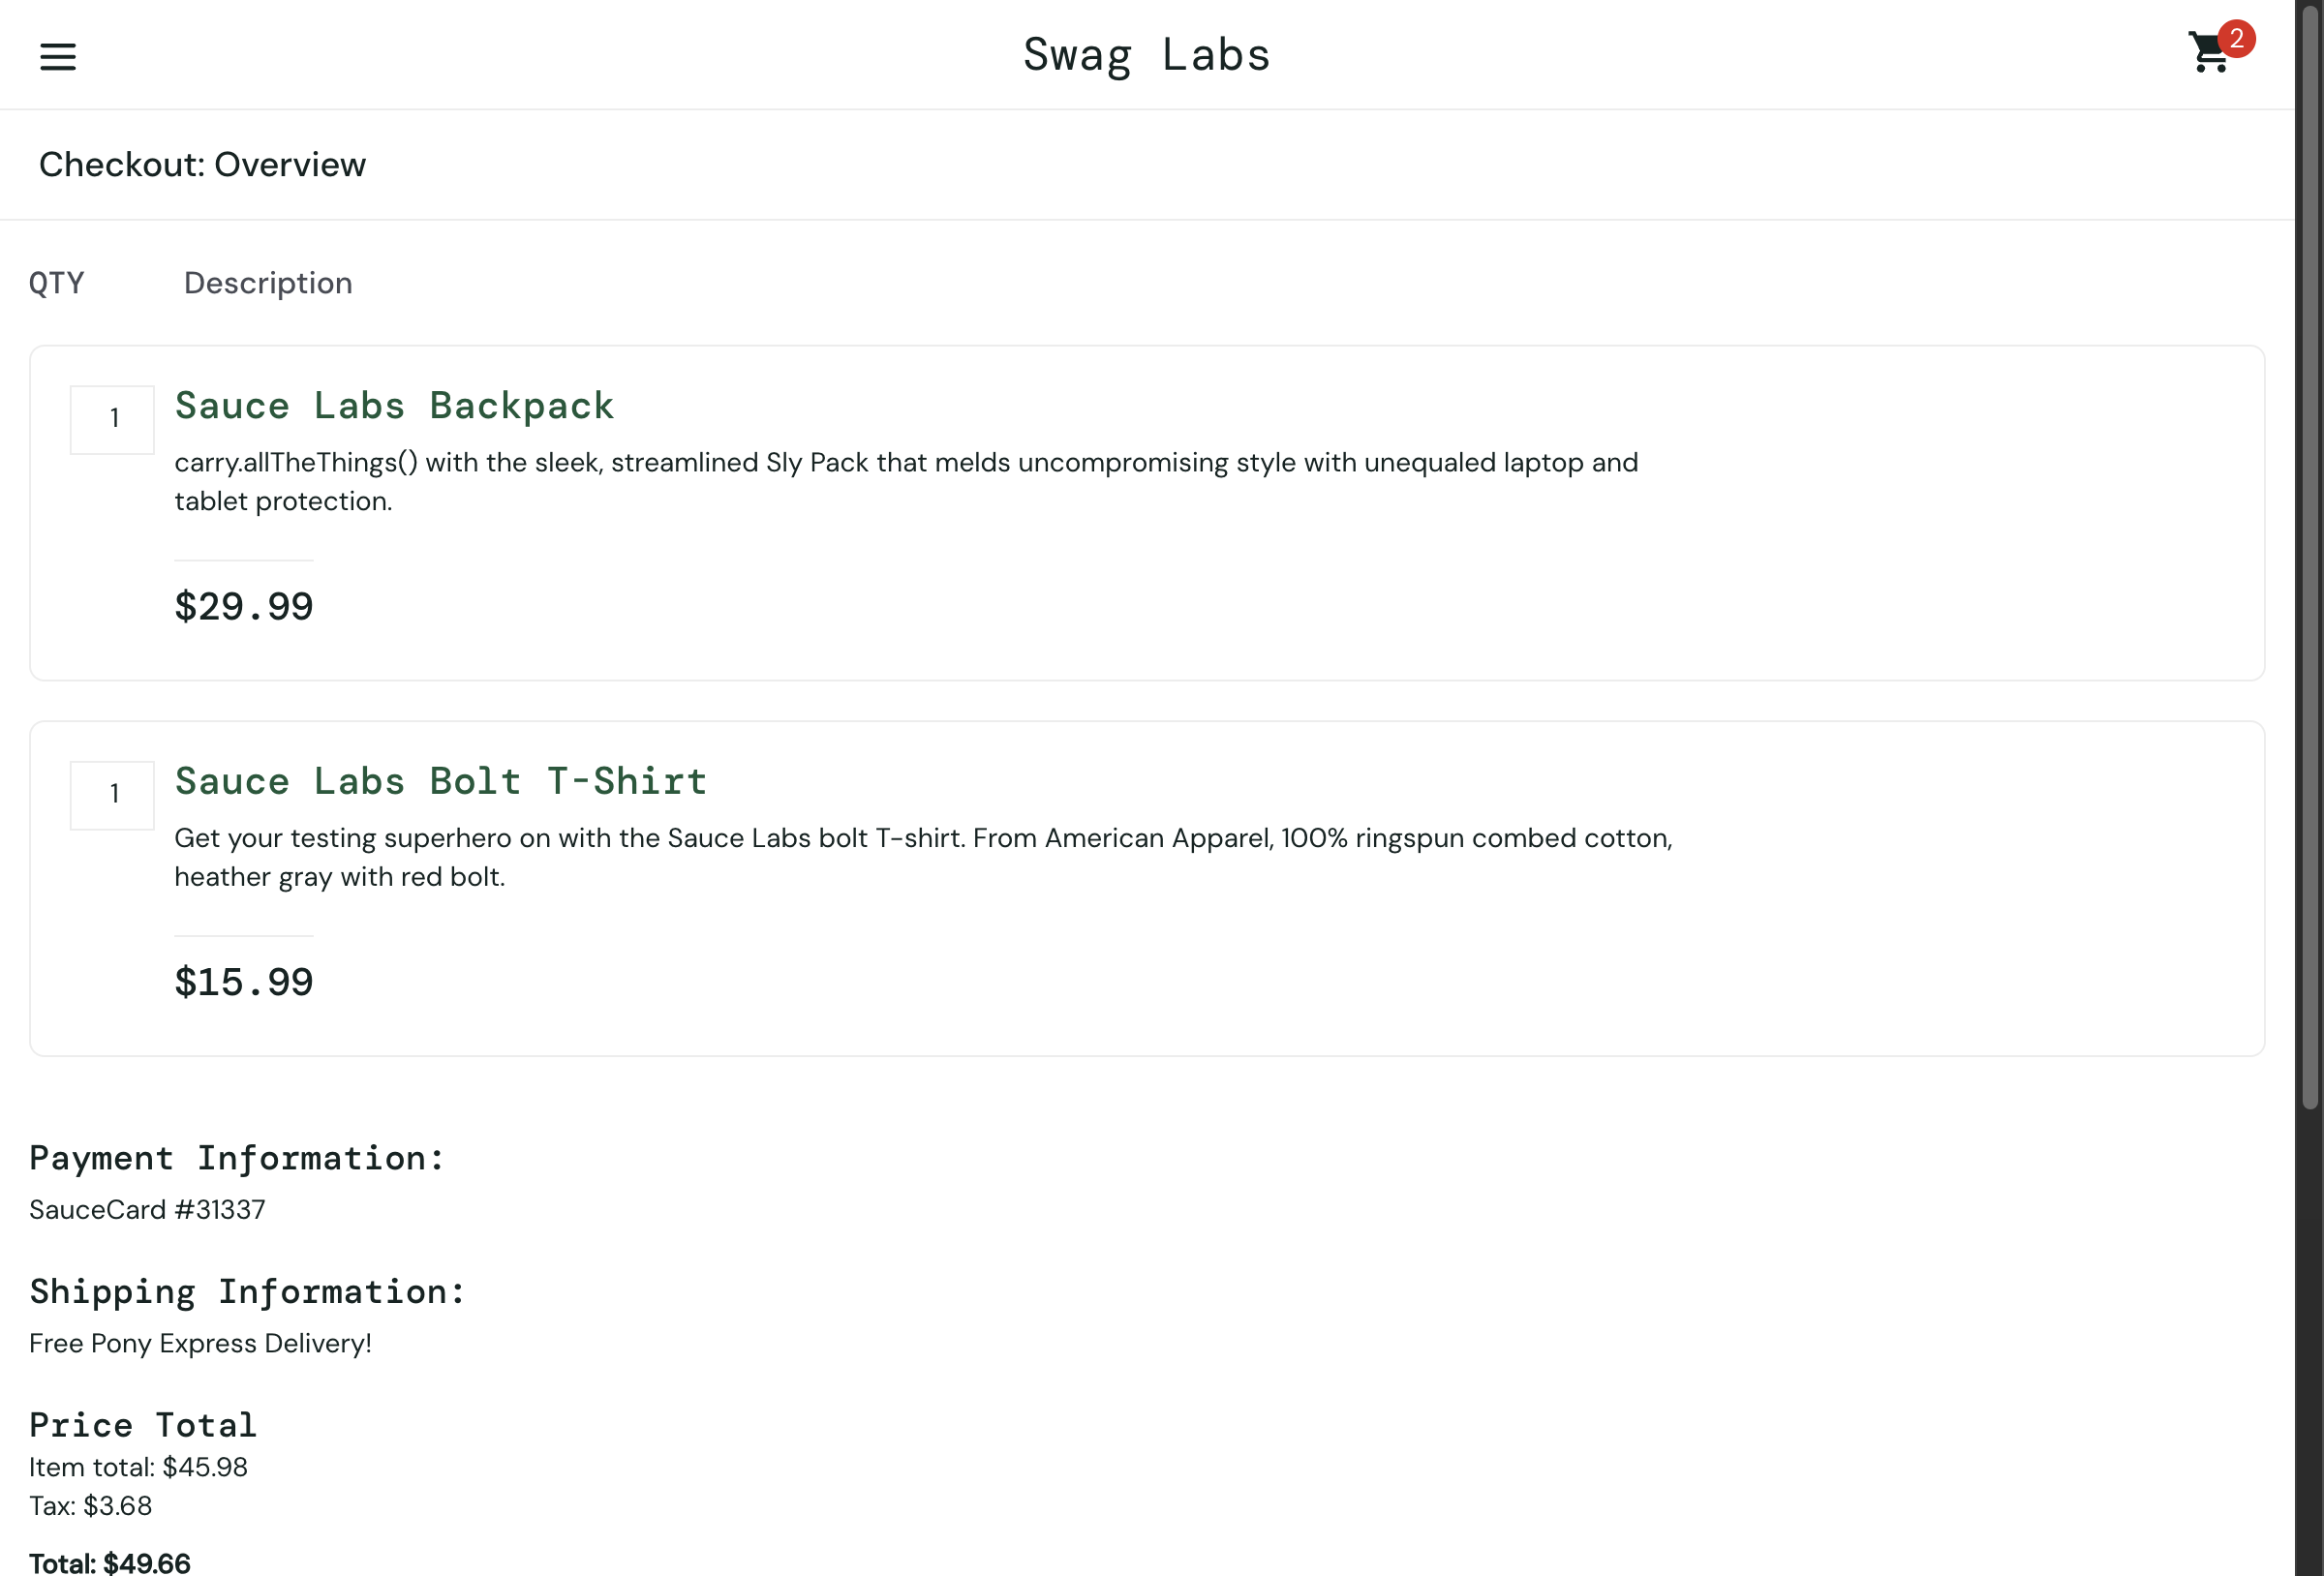 Swag Labs
2
Checkout: Overview
QTY
Description
1
Sauce Labs Backpack
carry.allTheThings() with the sleek, streamlined Sly Pack that melds uncompromising style with unequaled laptop and
tablet protection.
$29.99
1
Sauce Labs Bolt T-Shirt
Get your testing superhero on with the Sauce Labs bolt T-shirt. From American Apparel, 100% ringspun combed cotton,
heather gray with red bolt.
$15.99
Payment Information:
SauceCard #31337
Shipping Information:
Free Pony Express Delivery!
Price Total
Item total: $45.98
Tax: $3.68
Total: $49.66